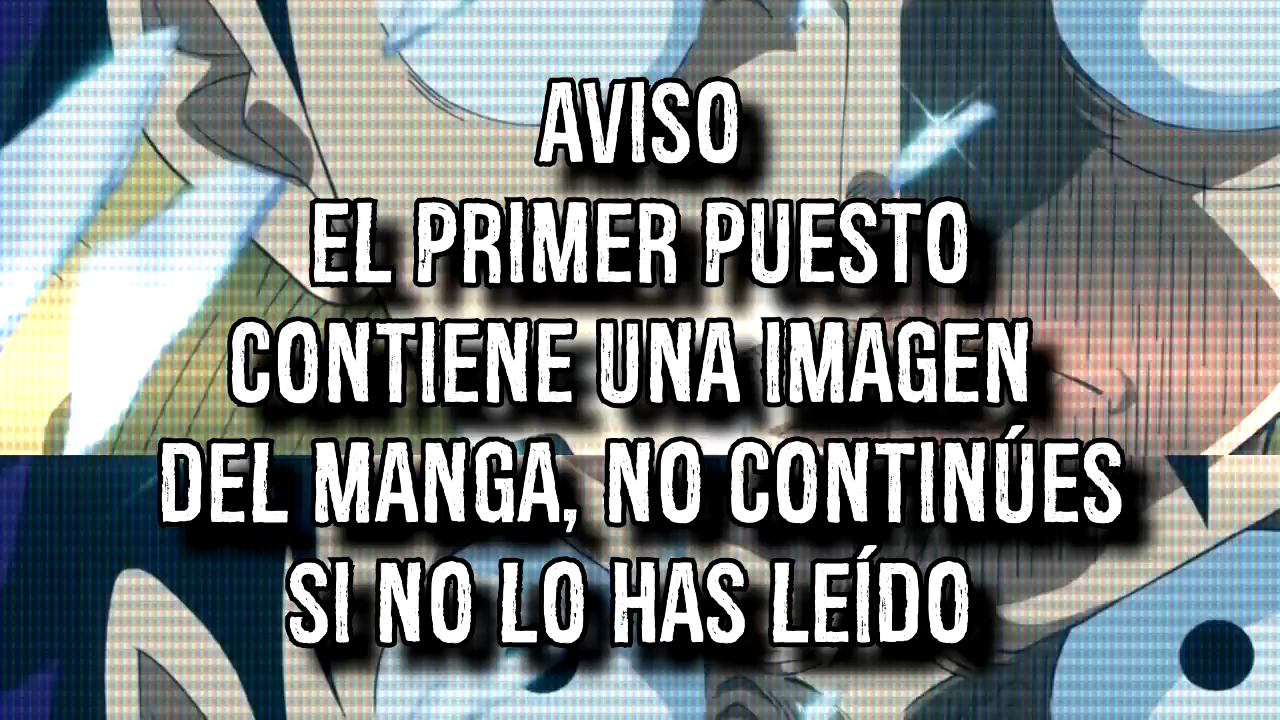 AVISO
EL PRIMER PUESTO
CONTIENE UNA IMAGEN
DEL MANGA, NO CONTINÚES
SI NO LO HAS LEÍDO